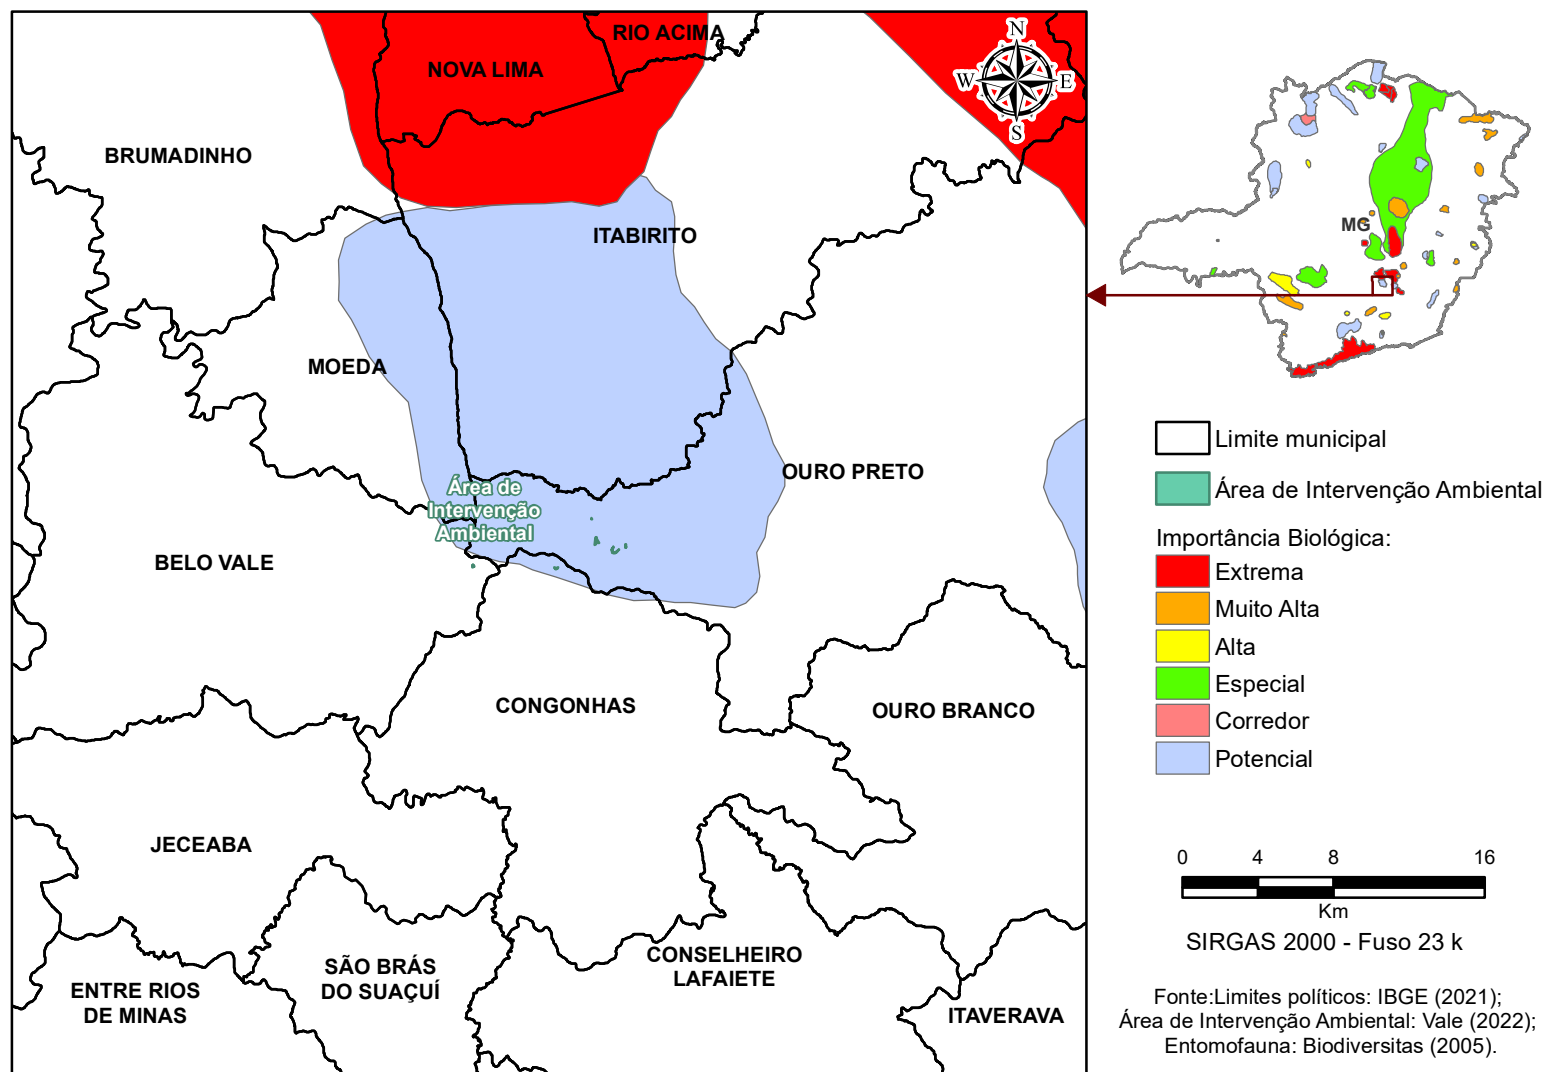 RIO ACIMA
NOVA LIMA
N
W
E
S
BRUMADINHO
ITABIRITO
MOEDA
OURO PRETO
Área de
Intervenção
Ambiental
BELO VALE
CONGONHAS
OURO BRANCO
JECEABA
CONSELHEIRO
LAFAIETE
SÃO BRÁS
DO SUAÇUÍ
ENTRE RIOS
DE MINAS
ITAVERAVA
MG
Limite municipal
Área de Intervenção Ambiental
Importância Biológica:
Extrema
Muito Alta
Alta
Especial
Corredor
Potencial
0 4 8 16
Km
SIRGAS 2000 - Fuso 23 k
Fonte:Limites políticos: IBGE (2021);
Área de Intervenção Ambiental: Vale (2022);
Entomofauna: Biodiversitas (2005).